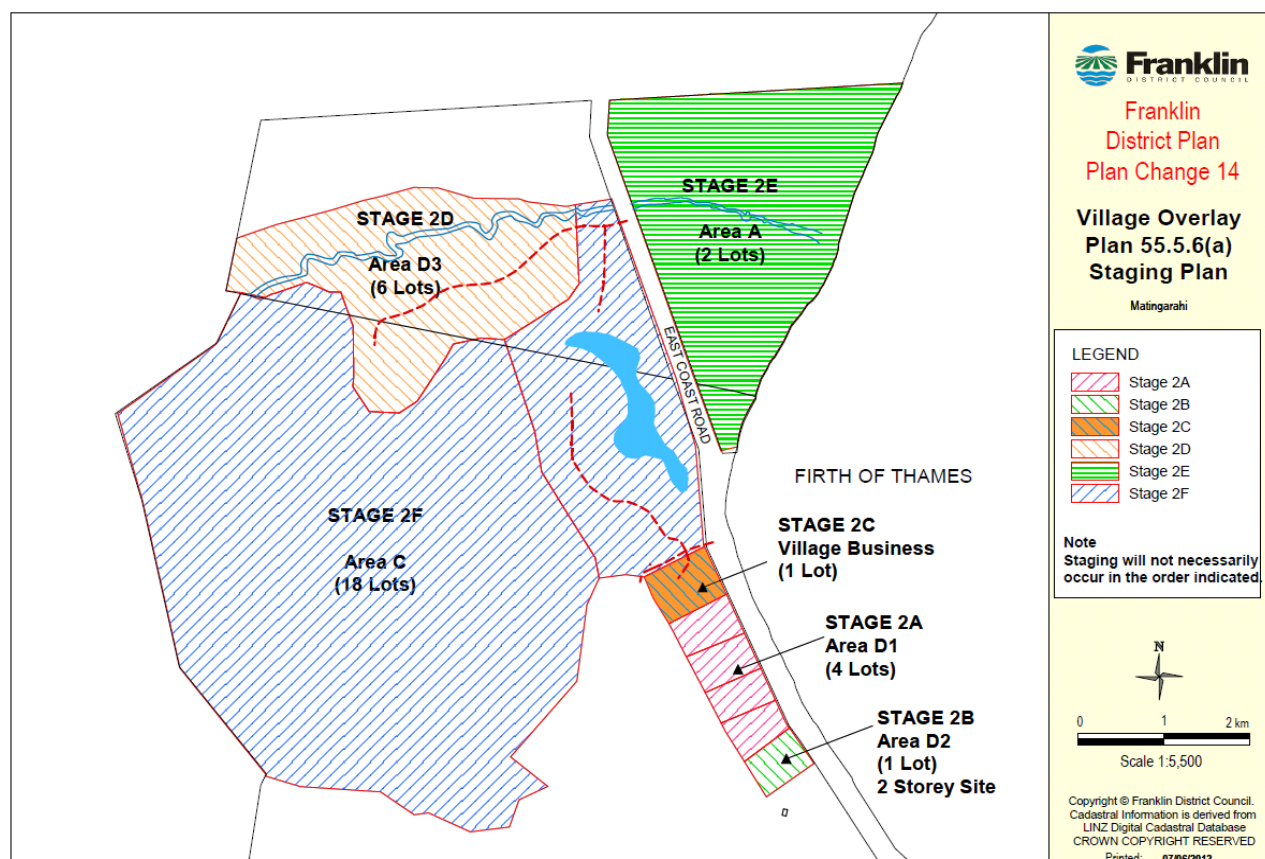 STAGE 2E
Area A
(2 Lots)
STAGE 2D
Area D3
(6 Lots)
EAST COAST ROAD
FIRTH OF THAMES
STAGE 2F
Area C
(18 Lots)
STAGE 2C
Village Business
(1 Lot)
STAGE 2A
Area D1
(4 Lots)
STAGE 2B
Area D2
(1 Lot)
2 Storey Site
Franklin
DISTRICT COUNCIL
Franklin
District Plan
Plan Change 14
Village Overlay
Plan 55.5.6(a)
Staging Plan
Matingarahi
LEGEND
Stage 2A
Stage 2B
Stage 2C
Stage 2D
Stage 2E
Stage 2F
Note
Staging will not necessarily
occur in the order indicated.
N
0 1 2 km
Scale 1:5,500
Copyright © Franklin District Council.
Cadastral Information is derived from
LINZ Digital Cadastral Database
CROWN COPYRIGHT RESERVED
Printed: 07/06/2012